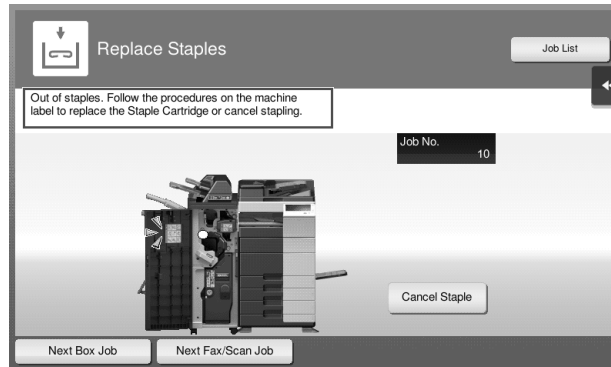 Replace Staples
Job List
Out of staples. Follow the procedures on the machine
label to replace the Staple Cartridge or cancel stapling.
Job No.
10
Cancel Staple
Next Box Job
Next Fax/Scan Job